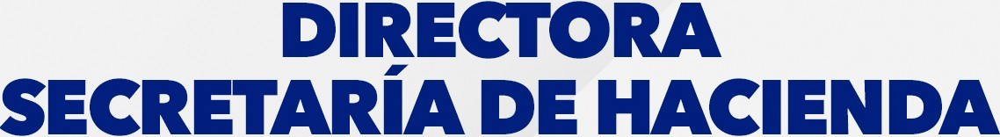 DIRECTORA
SECRETARÍA DE HACIENDA